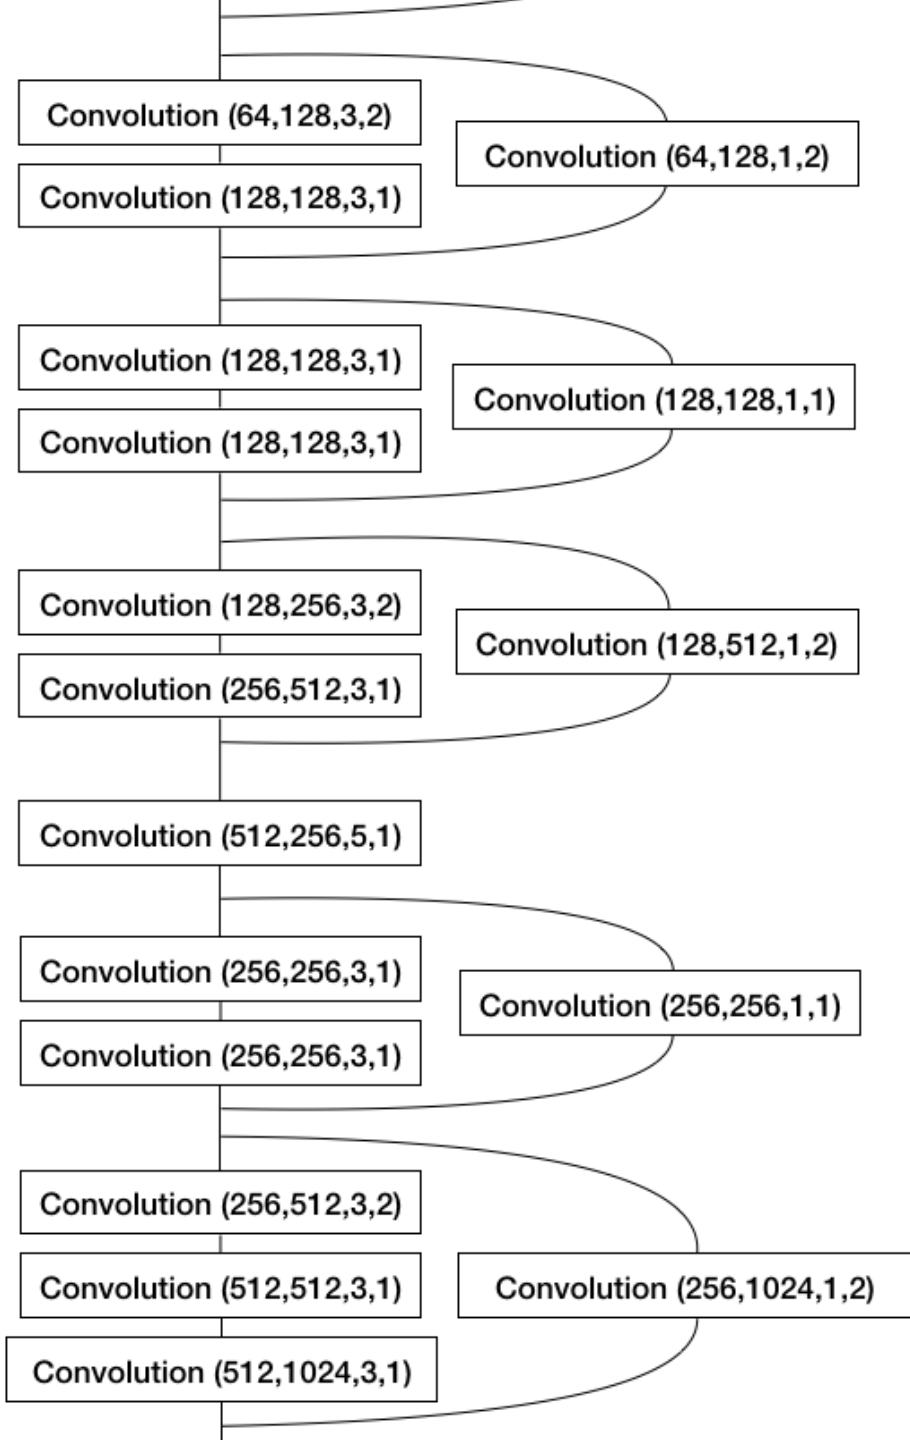 Convolution (64,128,3,2)
Convolution (64,128,1,2)
Convolution (128,128,3,1)
Convolution (128,128,3,1)
Convolution (128,128,1,1)
Convolution (128,128,3,1)
Convolution (128,256,3,2)
Convolution (128,512,1,2)
Convolution (256,512,3,1)
Convolution (512,256,5,1)
Convolution (256,256,3,1)
Convolution (256,256,1,1)
Convolution (256,256,3,1)
Convolution (256,512,3,2)
Convolution (512,512,3,1)
Convolution (256,1024,1,2)
Convolution (512,1024,3,1)